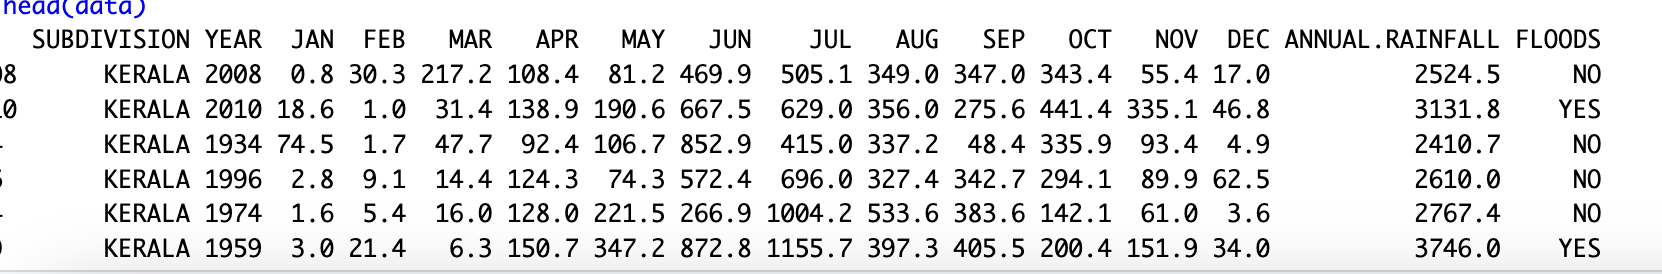 head(data)
SUBDIVISION YEAR JAN FEB MAR APR MAY JUN JUL AUG SEP OCT NOV DEC ANNUAL.RAINFALL FLOODS
08 KERALA 2008 0.8 30.3 217.2 108.4 81.2 469.9 505.1 349.0 347.0 343.4 55.4 17.0 2524.5 NO
10 KERALA 2010 18.6 1.0 31.4 138.9 190.6 667.5 629.0 356.0 275.6 441.4 335.1 46.8 3131.8 YES
KERALA 1934 74.5 1.7 47.7 92.4 106.7 852.9 415.0 337.2 48.4 335.9 93.4 4.9 2410.7 NO
KERALA 1996 2.8 9.1 14.4 124.3 74.3 572.4 696.0 327.4 342.7 294.1 89.9 62.5 2610.0 NO
KERALA 1974 1.6 5.4 16.0 128.0 221.5 266.9 1004.2 533.6 383.6 142.1 61.0 3.6 2767.4 NO
KERALA 1959 3.0 21.4 6.3 150.7 347.2 872.8 1155.7 397.3 405.5 200.4 151.9 34.0 3746.0 YES